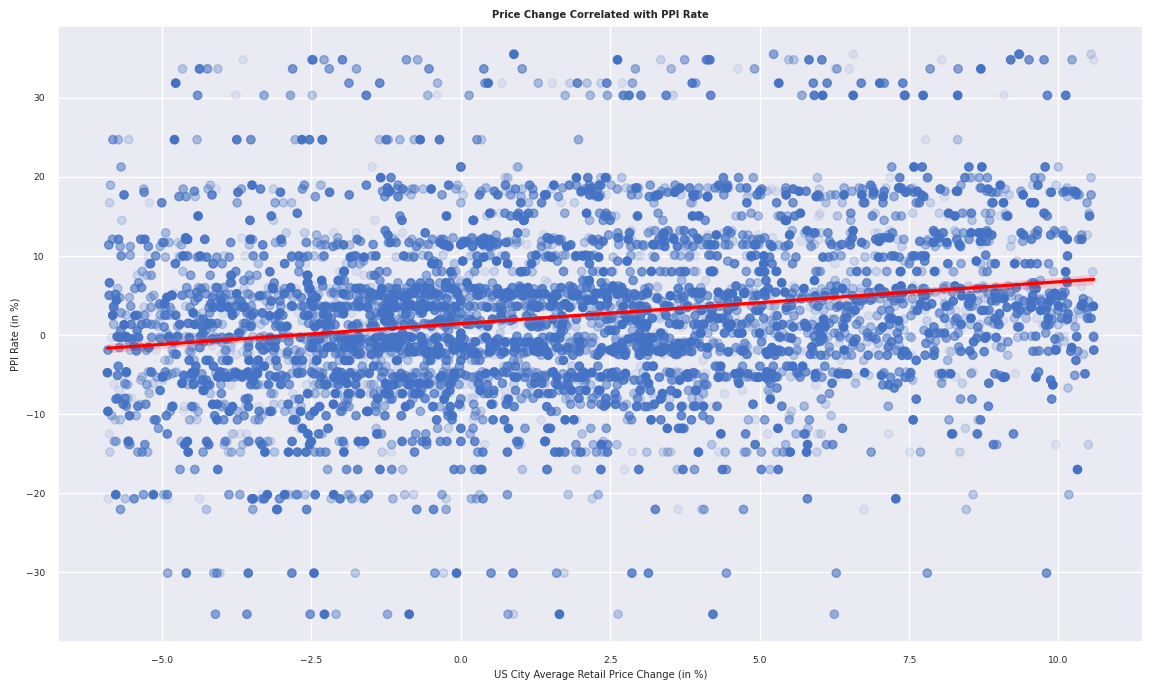 Price Change Correlated with PPI Rate
PPI Rate (in %)
30
20
10
0
−10
−20
−30
−5.0 −2.5 0.0 2.5 5.0 7.5 10.0
US City Average Retail Price Change (in %)